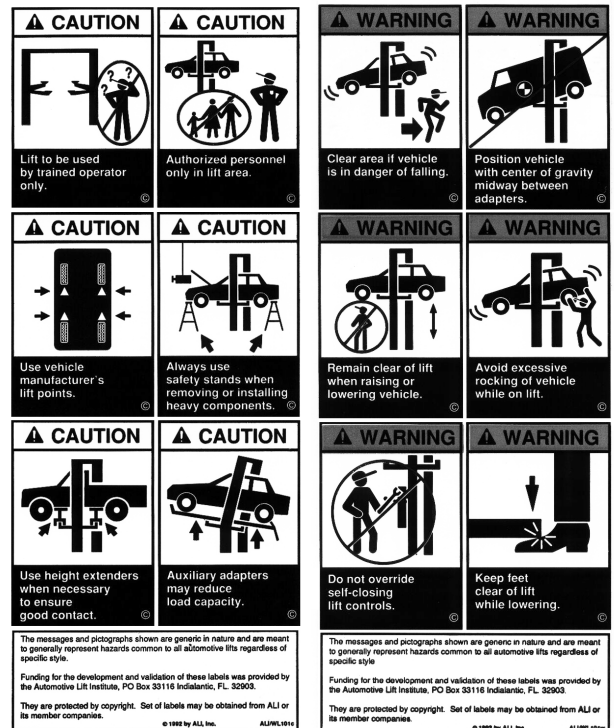 ⚠ CAUTION
Lift to be used
by trained operator
only.
©
⚠ CAUTION
Authorized personnel
only in lift area.
©
⚠ CAUTION
Use vehicle
manufacturer's
lift points.
©
⚠ CAUTION
Always use
safety stands when
removing or installing
heavy components. ©
⚠ CAUTION
Use height extenders
when necessary
to ensure
good contact.
©
⚠ CAUTION
Auxiliary adapters
may reduce
load capacity.
©
The messages and pictographs shown are generic in nature and are meant
to generally represent hazards common to all automotive lifts regardless of
specific style.
Funding for the development and validation of these labels was provided by
the Automotive Lift Institute, PO Box 33116 Indialantic, FL. 32903.
They are protected by copyright. Set of labels may be obtained from ALI or
its member companies.
© 1992 by ALI, Inc. ALI/WL101c
⚠ WARNING
Clear area if vehicle
is in danger of falling.
©
⚠ WARNING
Position vehicle
with center of gravity
midway between
adapters.
©
⚠ WARNING
Remain clear of lift
when raising or
lowering vehicle.
©
⚠ WARNING
Avoid excessive
rocking of vehicle
while on lift.
©
⚠ WARNING
Do not override
self-closing
lift controls.
©
⚠ WARNING
Keep feet
clear of lift
while lowering.
©
The messages and pictographs shown are generic in nature and are meant
to generally represent hazards common to all automotive lifts regardless of
specific style
Funding for the development and validation of these labels was provided by
the Automotive Lift Institute, PO Box 33116 Indialantic, FL 32903.
They are protected by copyright. Set of labels may be obtained from ALI or
its member companies.
© 1992 by ALI, Inc.